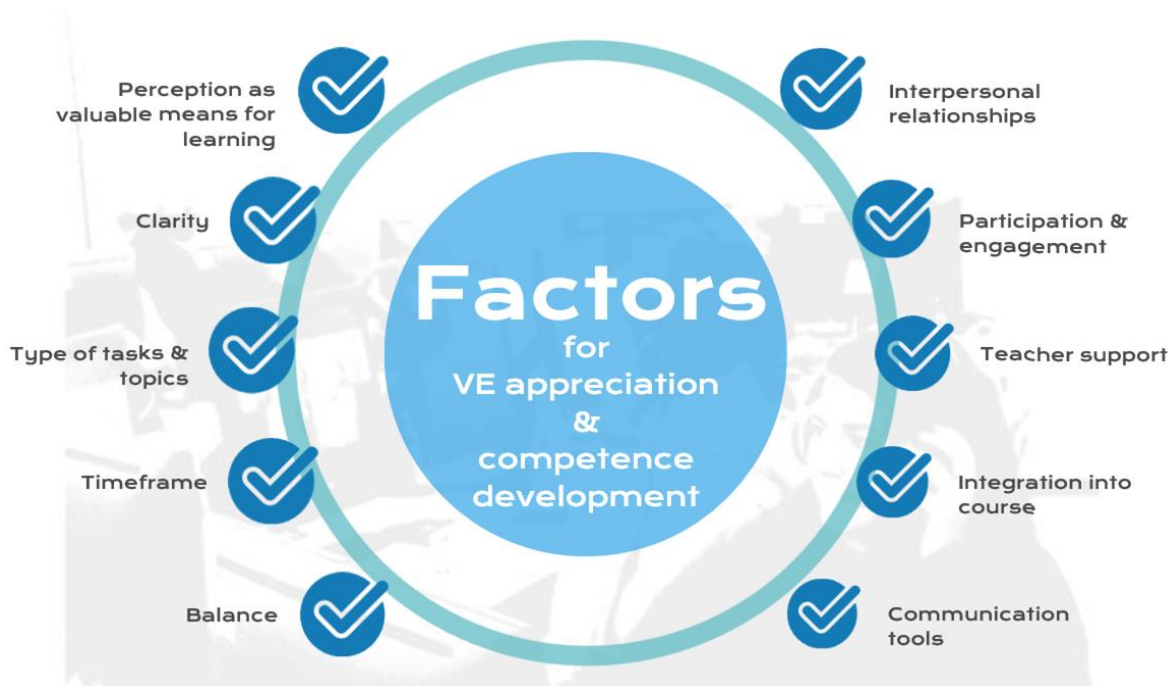 Perception as
valuable means for
learning
Clarity
Type of tasks &
topics
Timeframe
Balance
Factors
for
VE appreciation
&
competence
development
Interpersonal
relationships
Participation &
engagement
Teacher support
Integration into
course
Communication
tools